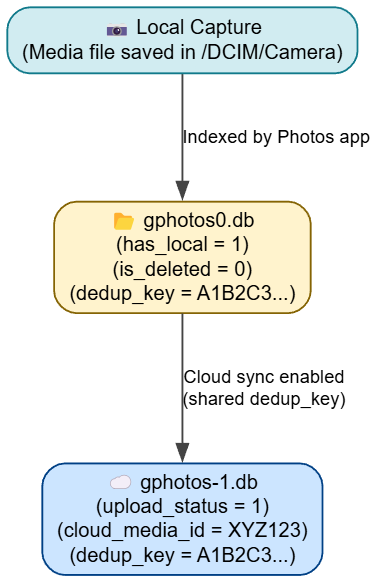 Local Capture
(Media file saved in /DCIM/Camera)
Indexed by Photos app
gphotos0.db
(has_local = 1)
(is_deleted = 0)
(dedup_key = A1B2C3...)
Cloud sync enabled
(shared dedup_key)
gphotos-1.db
(upload_status = 1)
(cloud_media_id = XYZ123)
(dedup_key = A1B2C3...)